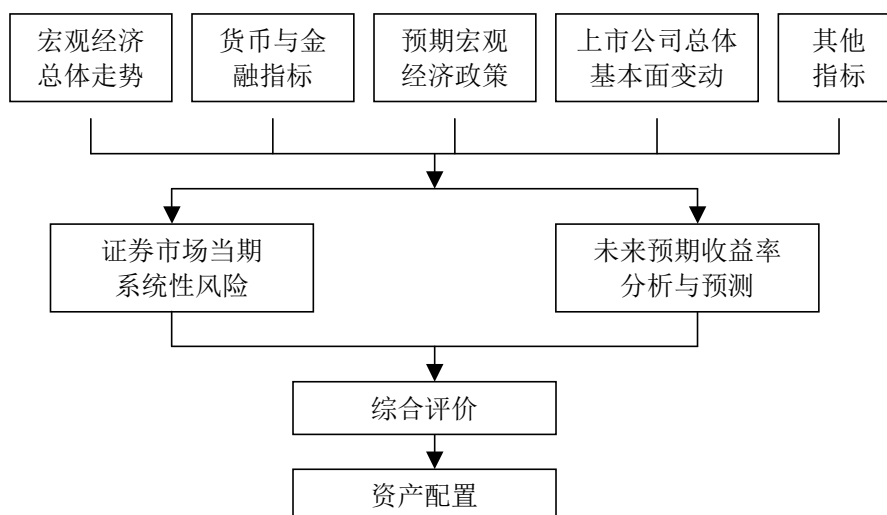 宏观经济
总体走势
货币与金
融指标
预期宏观
经济政策
上市公司总体
基本面变动
其他
指标
证券市场当期
系统性风险
未来预期收益率
分析与预测
综合评价
资产配置